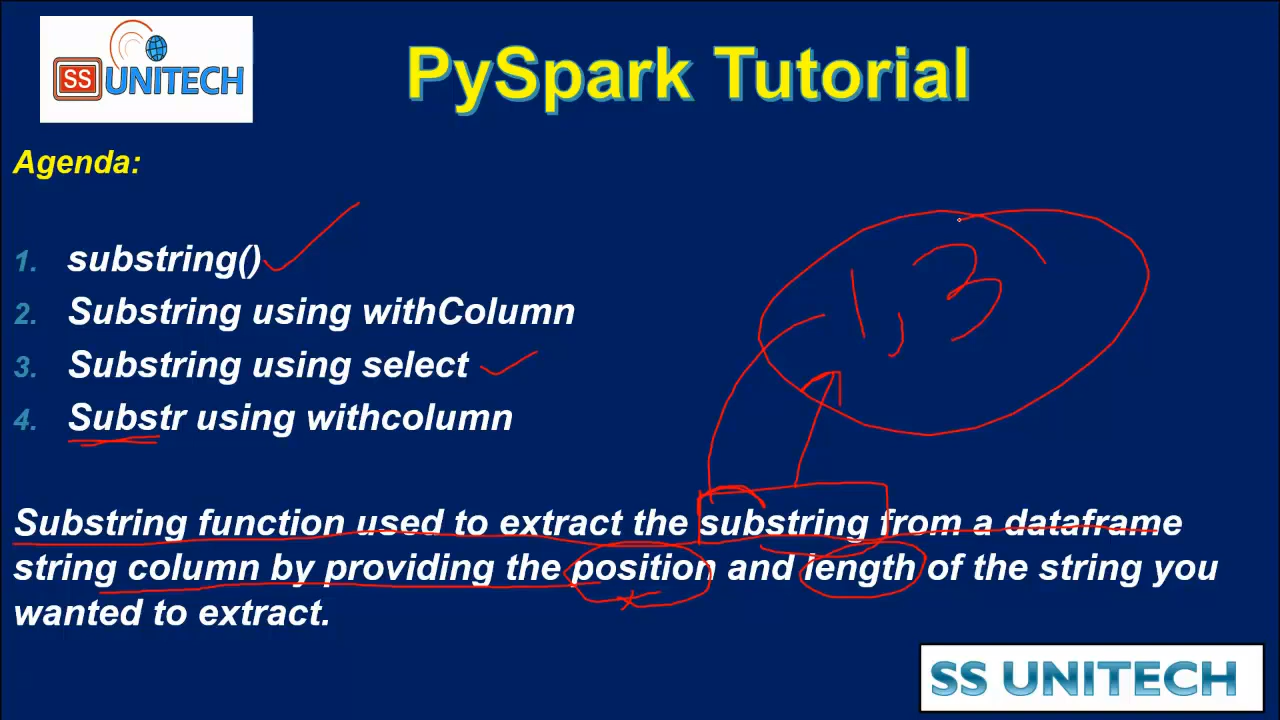 SS UNITECH
PySpark Tutorial
Agenda:
1. substring()
2. Substring using withColumn
3. Substring using select
4. Substr using withcolumn
1,3
Substring function used to extract the substring from a dataframe
string column by providing the position and length of the string you
wanted to extract.
SS UNITECH